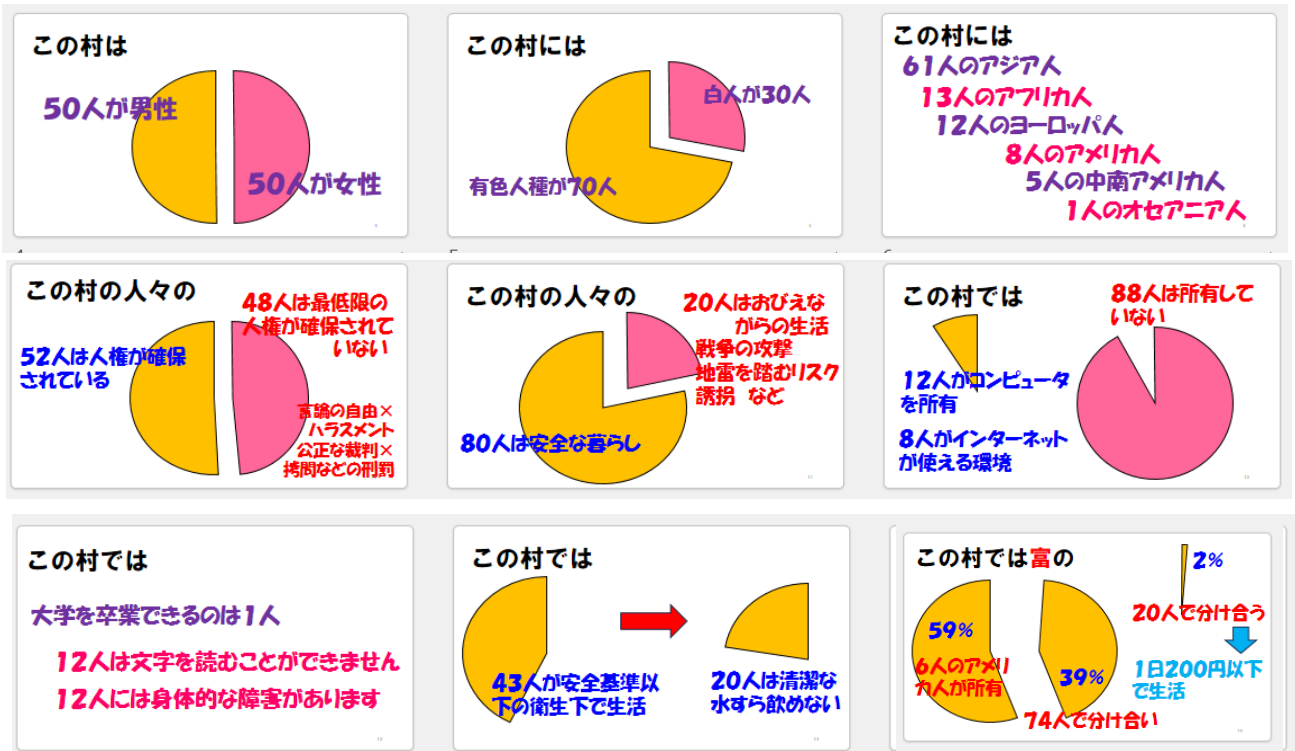 この村は
50人が男性
50人が女性
この村には
白人が30人
有色人種が70人
この村には
61人のアジア人
13人のアフリカ人
12人のヨーロッパ人
8人のアメリカ人
5人の中南アメリカ人
1人のオセアニア人
この村の人々の
48人は最低限の
人権が確保されて
いない
52人は人権が確保
されている
言論の自由×
ハラスメント
公正な裁判×
拷問などの刑罰
この村の人々の
20人はおびえな
がらの生活
戦争の攻撃
地雷を踏むリスク
誘拐 など
80人は安全な暮らし
この村では
88人は所有して
いない
12人がコンピュータ
を所有
8人がインターネット
が使える環境
この村では
大学を卒業できるのは1人
12人は文字を読むことができません
12人には身体的な障害があります
この村では
43人が安全基準以
下の衛生下で生活
20人は清潔な
水すら飲めない
この村では富の
2%
20人で分け合う
1日200円以下
で生活
59%
6人のアメリ
カ人が所有
39%
74人で分け合い